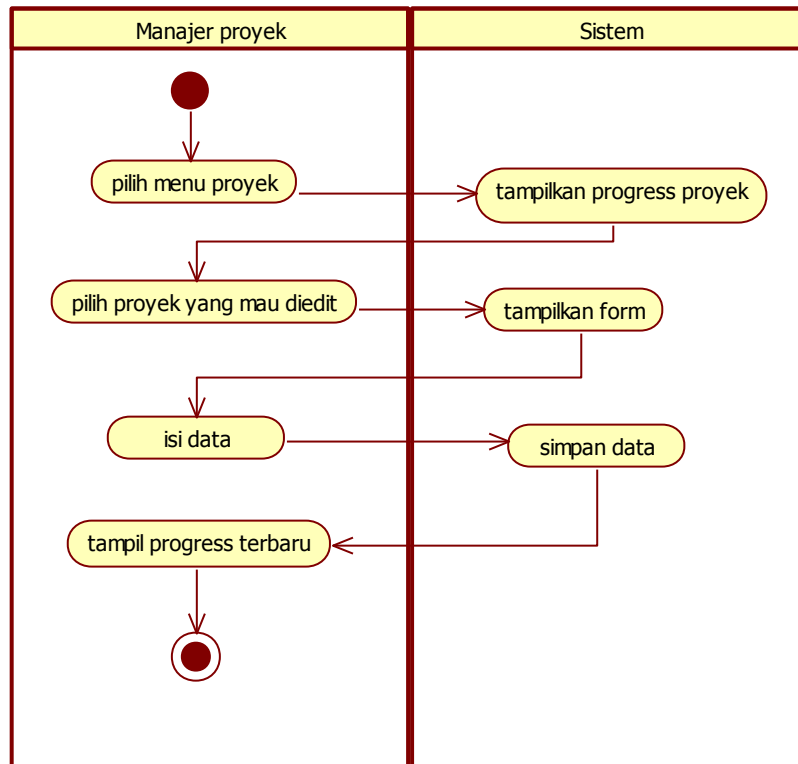 Manajer proyek
Sistem
pilih menu proyek
tampilkan progress proyek
pilih proyek yang mau diedit
tampilkan form
isi data
simpan data
tampil progress terbaru